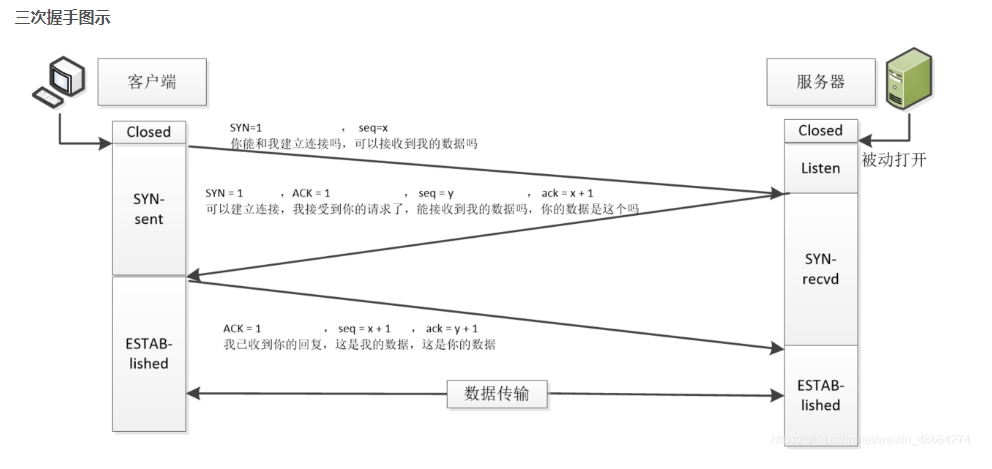 三次握手图示
客户端
服务器
Closed
SYN=1 ， seq=x
你能和我建立连接吗，可以接收到我的数据吗
Closed
被动打开
Listen
SYN-
sent
SYN = 1 ，ACK = 1 ， seq = y ， ack = x + 1
可以建立连接，我接受到你的请求了，能接收到我的数据吗，你的数据是这个吗
SYN-
recvd
ESTAB-
lished
ACK = 1 ， seq = x + 1 ， ack = y + 1
我已收到你的回复，这是我的数据，这是你的数据
数据传输
ESTAB-
lished
https://blog.csdn.net/weixin_48684274